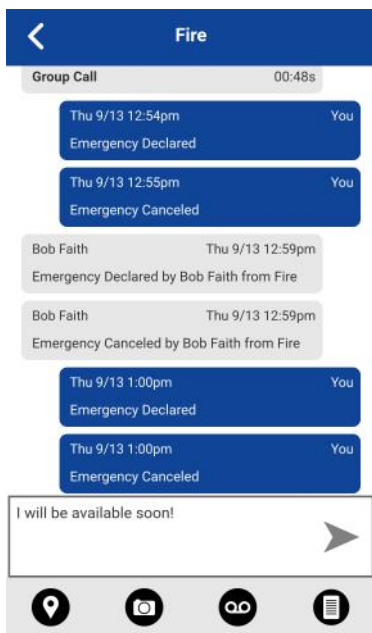 Fire
Group Call 00:48s
Thu 9/13 12:54pm You
Emergency Declared
Thu 9/13 12:55pm You
Emergency Canceled
Bob Faith Thu 9/13 12:59pm
Emergency Declared by Bob Faith from Fire
Bob Faith Thu 9/13 12:59pm
Emergency Canceled by Bob Faith from Fire
Thu 9/13 1:00pm You
Emergency Declared
Thu 9/13 1:00pm You
Emergency Canceled
I will be available soon!